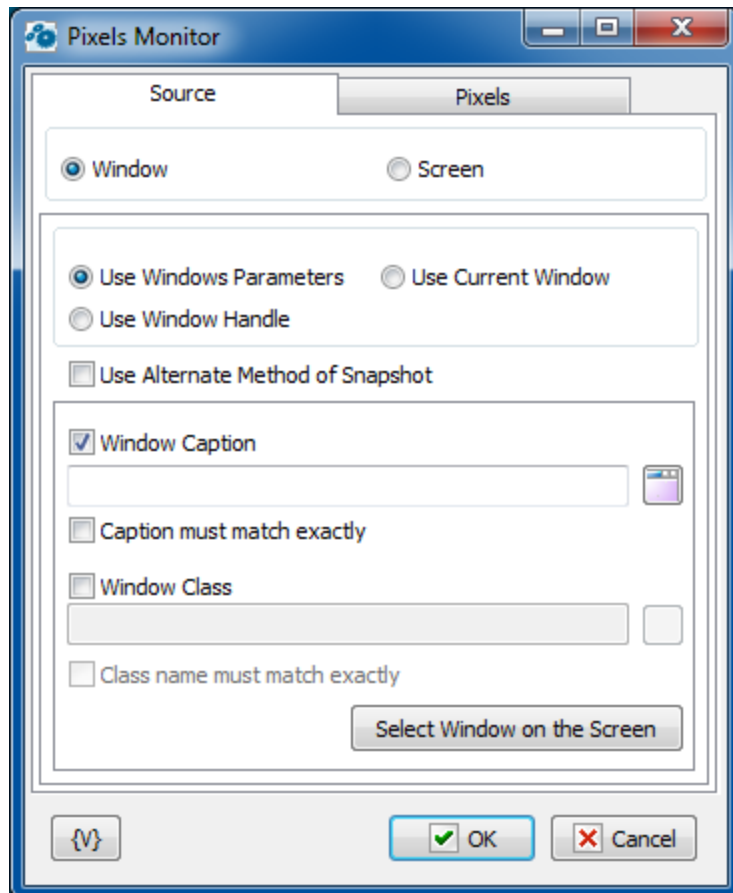 Pixels Monitor
Source Pixels
Window Screen
Use Windows Parameters Use Current Window
Use Window Handle
Use Alternate Method of Snapshot
Window Caption
Caption must match exactly
Window Class
Class name must match exactly
Select Window on the Screen
{V} OK Cancel